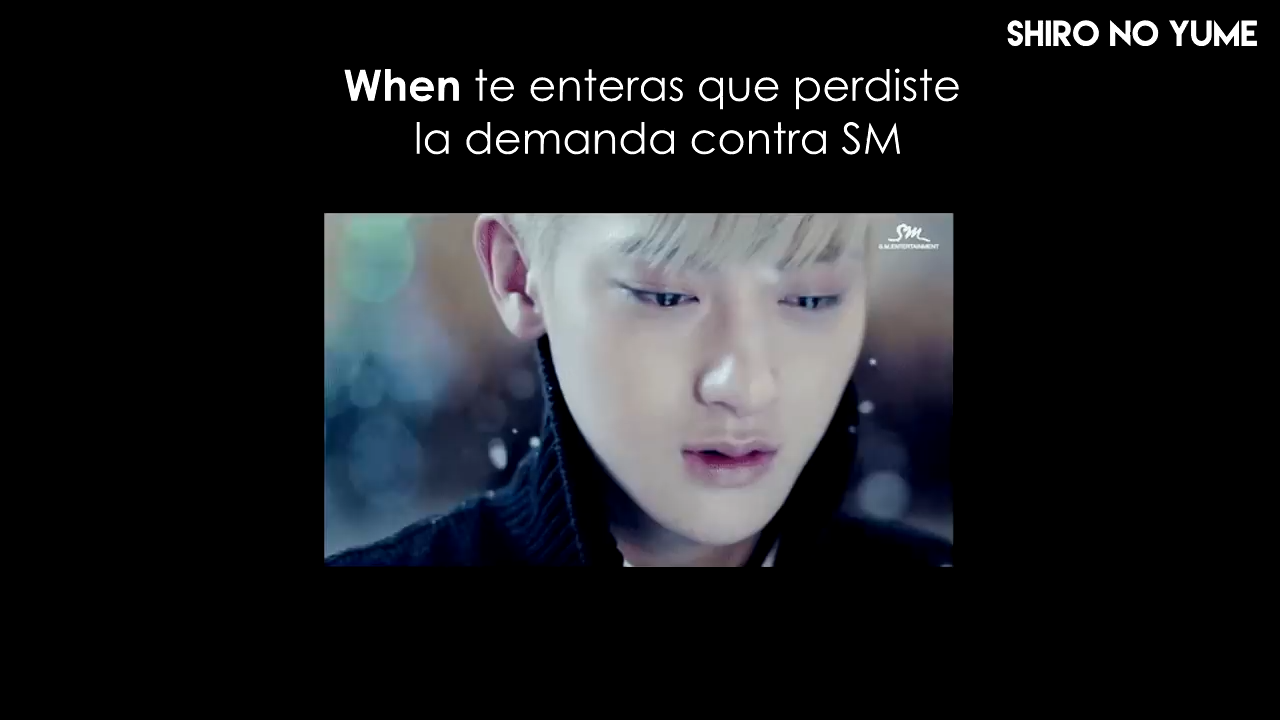 SHIRO NO YUME
When te enteras que perdiste
la demanda contra SM
SM
S.M.ENTERTAINMENT